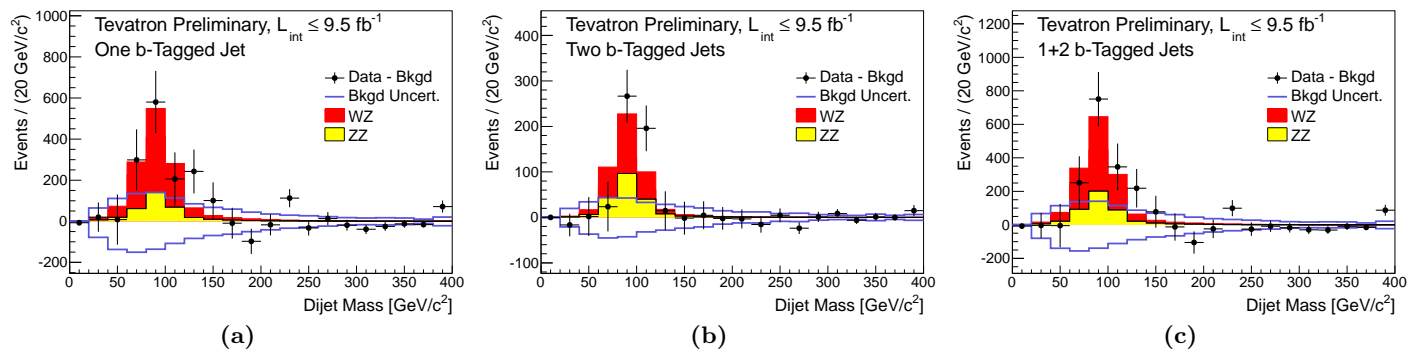 Tevatron Preliminary, L_int ≤ 9.5 fb⁻¹
One b-Tagged Jet
Data - Bkgd
Bkgd Uncert.
WZ
ZZ
Events / (20 GeV/c²)
1000
800
600
400
200
0
-200
0 50 100 150 200 250 300 350 400
Dijet Mass [GeV/c²]
(a)
Tevatron Preliminary, L_int ≤ 9.5 fb⁻¹
Two b-Tagged Jets
Data - Bkgd
Bkgd Uncert.
WZ
ZZ
Events / (20 GeV/c²)
400
300
200
100
0
-100
0 50 100 150 200 250 300 350 400
Dijet Mass [GeV/c²]
(b)
Tevatron Preliminary, L_int ≤ 9.5 fb⁻¹
1+2 b-Tagged Jets
Data - Bkgd
Bkgd Uncert.
WZ
ZZ
Events / (20 GeV/c²)
1200
1000
800
600
400
200
0
-200
0 50 100 150 200 250 300 350 400
Dijet Mass [GeV/c²]
(c)